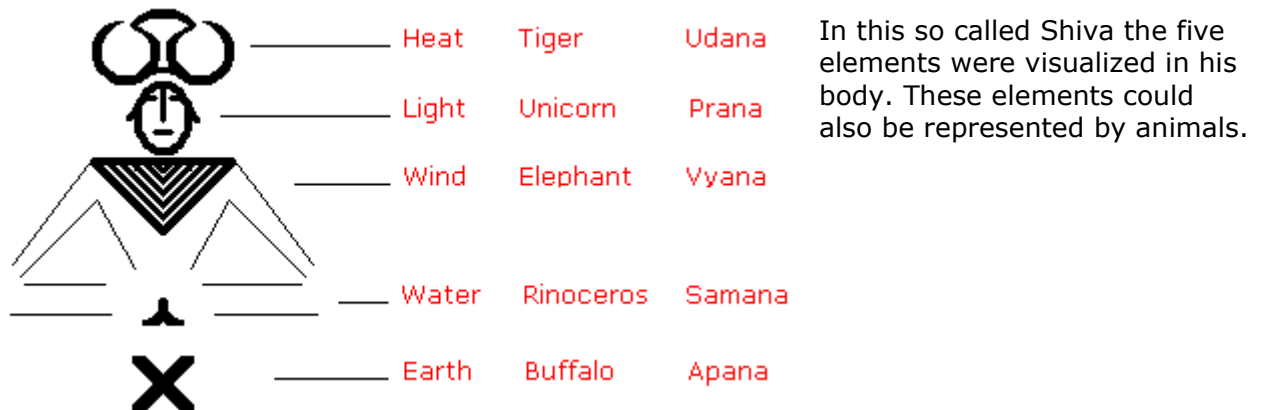 Heat Tiger Udana
Light Unicorn Prana
Wind Elephant Vyana
Water Rinoceros Samana
Earth Buffalo Apana
In this so called Shiva the five
elements were visualized in his
body. These elements could
also be represented by animals.